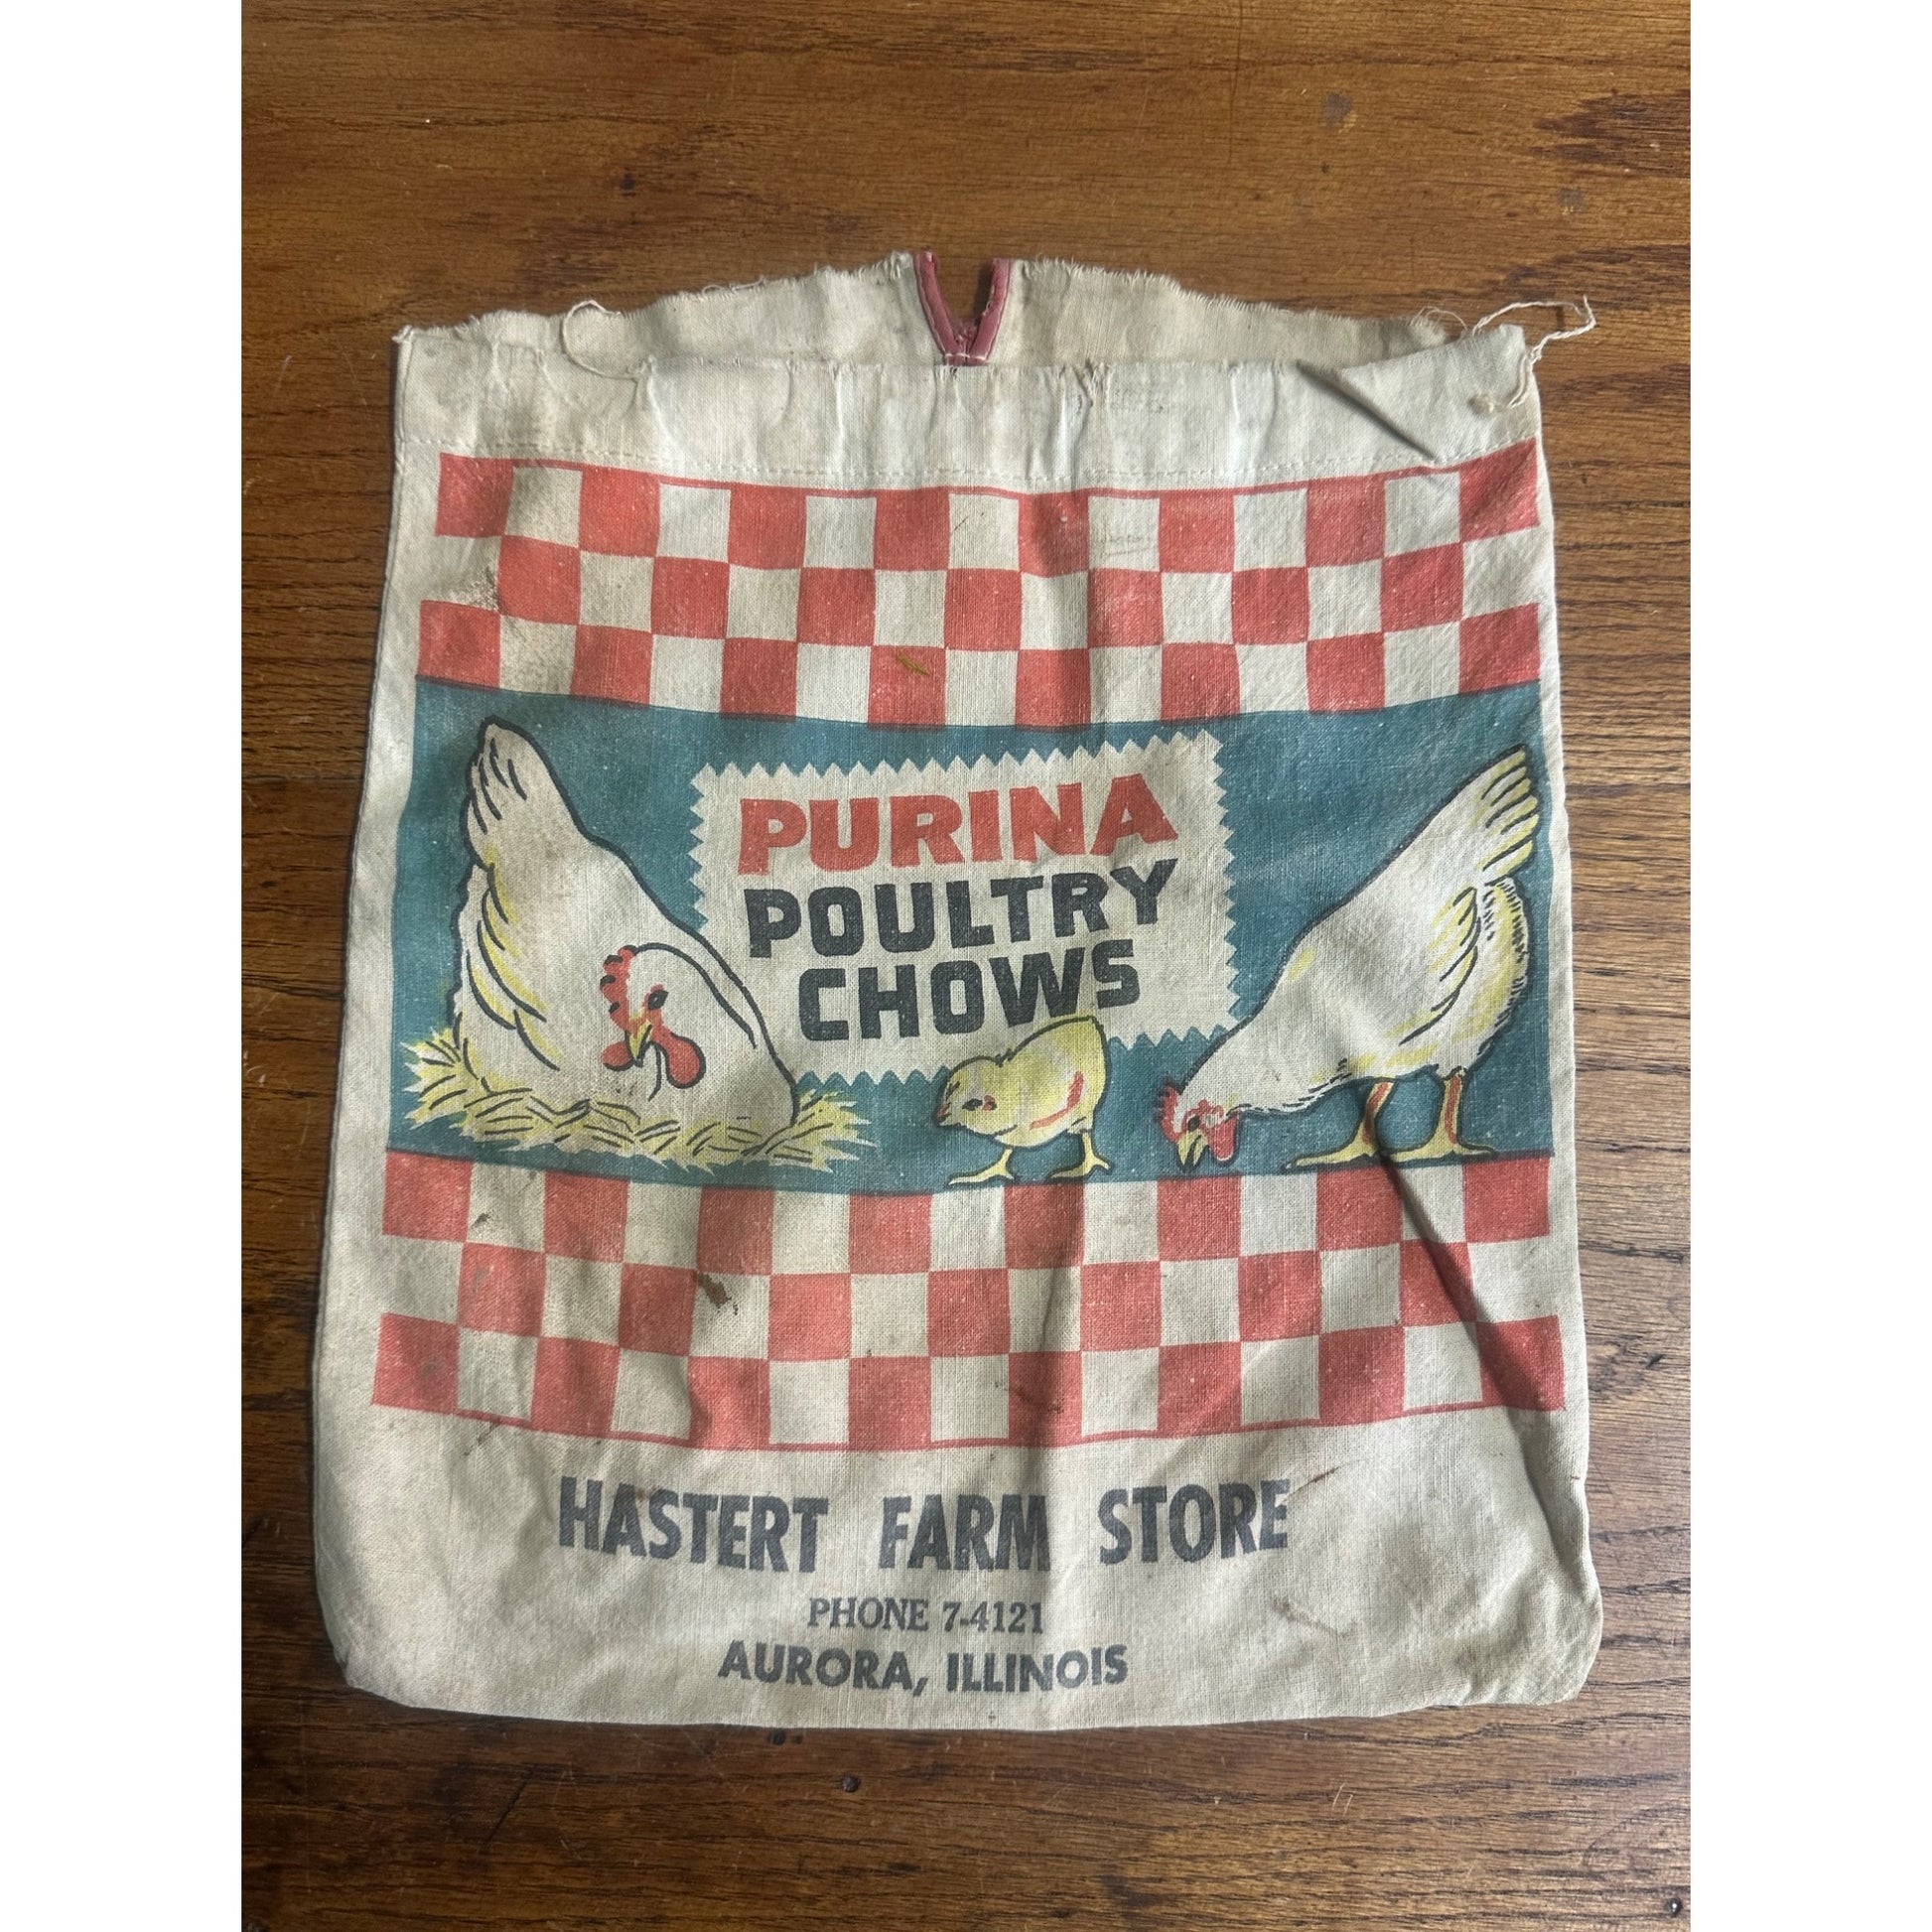 PURINA
POULTRY
CHOWS
HASTERT FARM STORE
PHONE 7-4121
AURORA, ILLINOIS